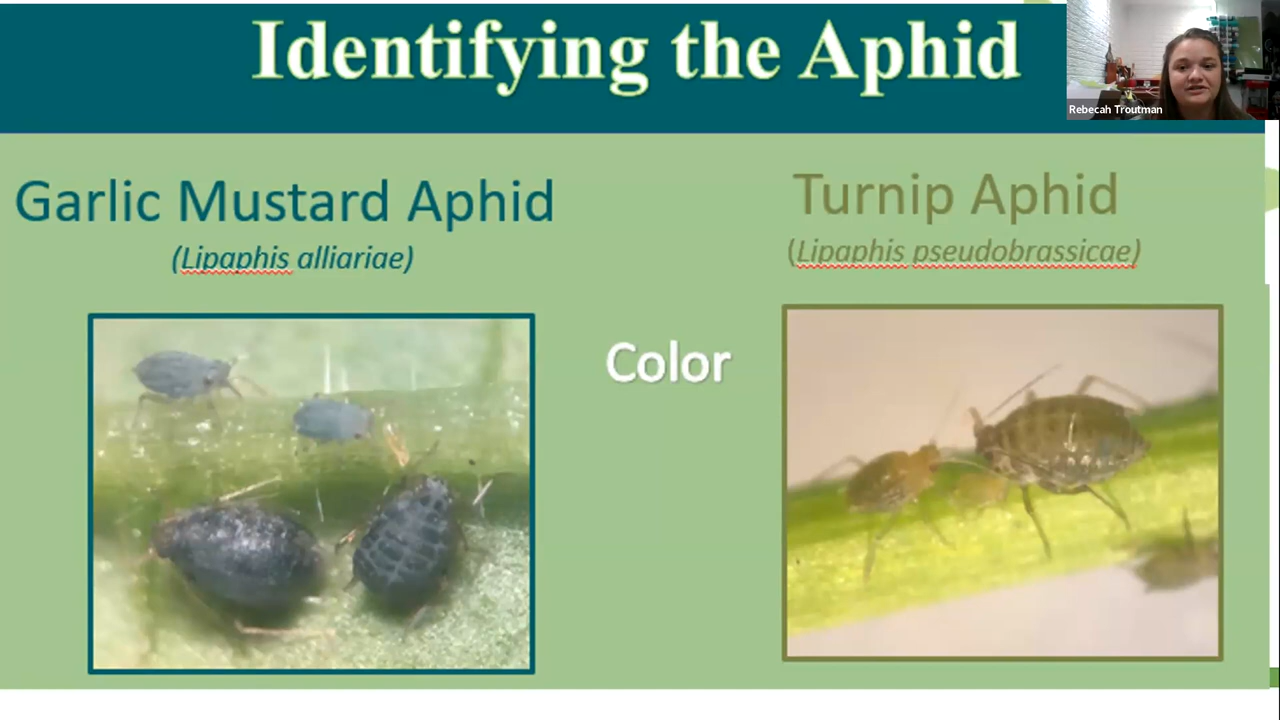 Identifying the Aphid
Rebecah Troutman
Garlic Mustard Aphid
(Lipaphis alliariae)
Turnip Aphid
(Lipaphis pseudobrassicae)
Color